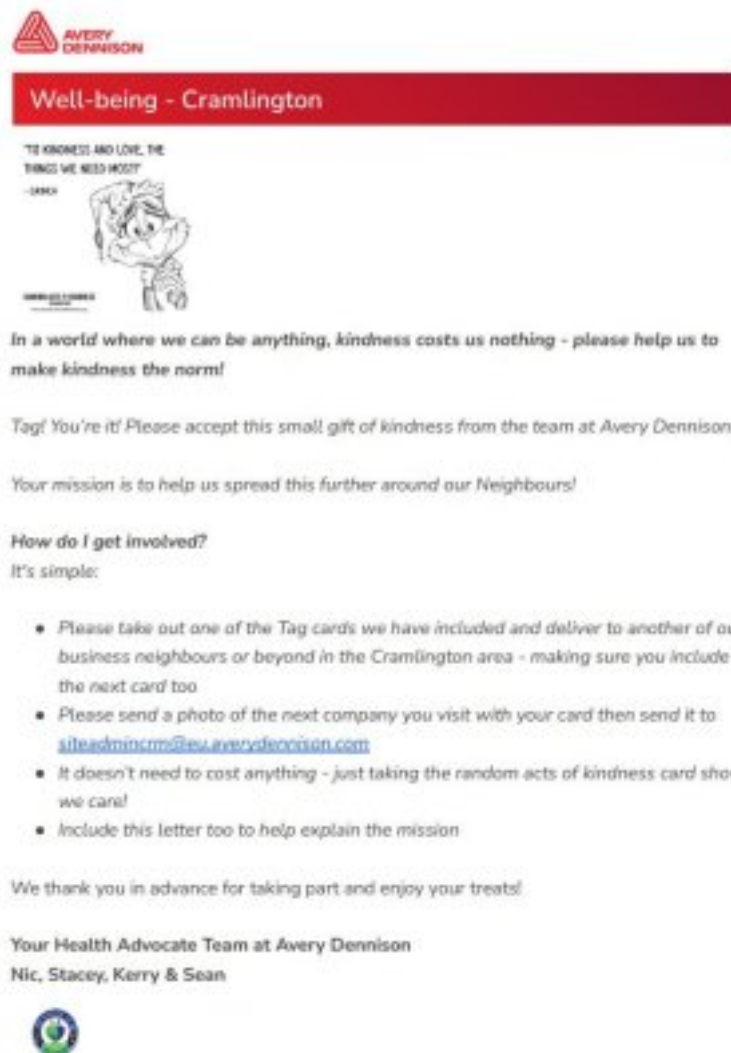 AVERY
DENNISON
Well-being - Cramlington
"TO KINDNESS AND LOVE, THE
THINGS WE NEED MOST!"
- GRINCH
In a world where we can be anything, kindness costs us nothing - please help us to
make kindness the norm!
Tag! You're it! Please accept this small gift of kindness from the team at Avery Dennison
Your mission is to help us spread this further around our Neighbours!
How do I get involved?
It's simple:
• Please take out one of the Tag cards we have included and deliver to another of ou
business neighbours or beyond in the Cramlington area - making sure you include
the next card too
• Please send a photo of the next company you visit with your card then send it to
siteadmincrm@eu.averydennison.com
• It doesn't need to cost anything - just taking the random acts of kindness card sho
we care!
• Include this letter too to help explain the mission
We thank you in advance for taking part and enjoy your treats!
Your Health Advocate Team at Avery Dennison
Nic, Stacey, Kerry & Sean